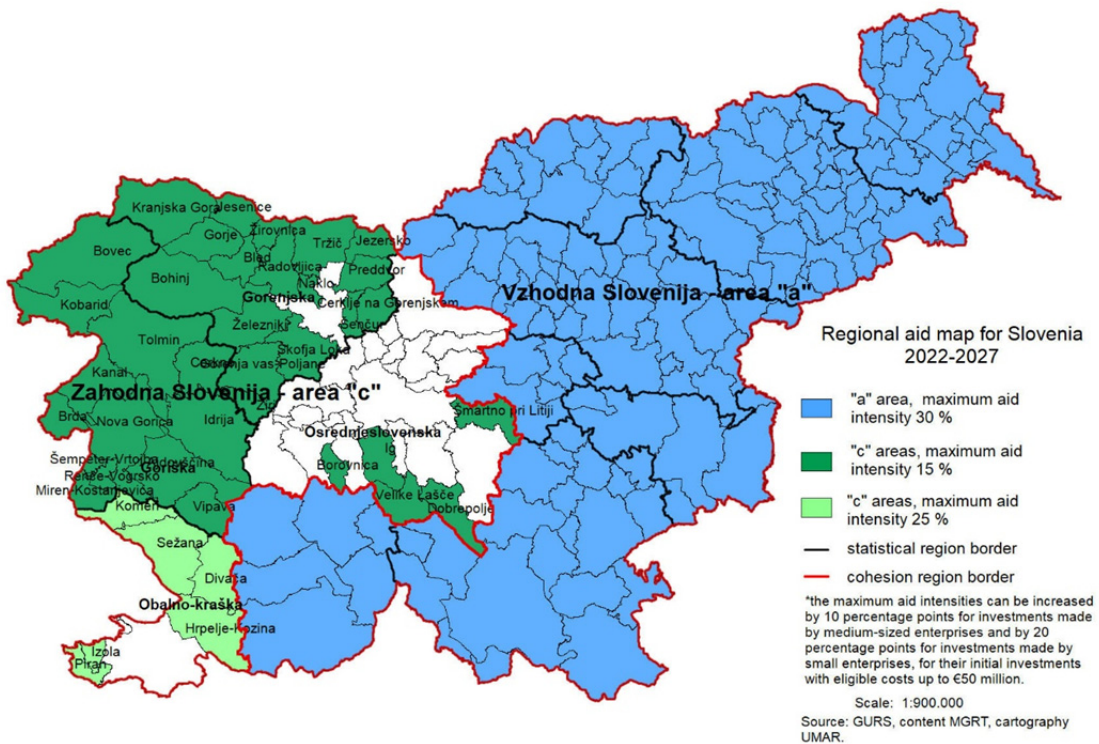 Kranjska Gora
Jesenice
Bovec
Gorje
Žirovnica
Tržič
Jezersko
Bled
Radovljica
Preddvor
Bohinj
Naklo
Kobarid
Gorenjska
Cerklje na Gorenjskem
Vzhodna Slovenija - area "a"
Železniki
Šenčur
Tolmin
Škofja Loka
Gorenja vas-Poljane
Kanal
Zahodna Slovenija - area "c"
Brda
Nova Gorica
Idrija
Šmartno pri Litiji
Osrednjeslovenska
Ig
Šempeter-Vrtojba
Goriška
Borovnica
Renče-Vogrsko
Miren-Kostanjevica
Komen
Vipava
Velike Lašče
Dobrepolje
Sežana
Divača
Obalno-kraška
Hrpelje-Kozina
Izola
Piran
Regional aid map for Slovenia
2022-2027
"a" area, maximum aid
intensity 30 %
"c" areas, maximum aid
intensity 15 %
"c" areas, maximum aid
intensity 25 %
statistical region border
cohesion region border
*the maximum aid intensities can be increased
by 10 percentage points for investments made
by medium-sized enterprises and by 20
percentage points for investments made by
small enterprises, for their initial investments
with eligible costs up to €50 million.
Scale: 1:900.000
Source: GURS, content MGRT, cartography
UMAR.